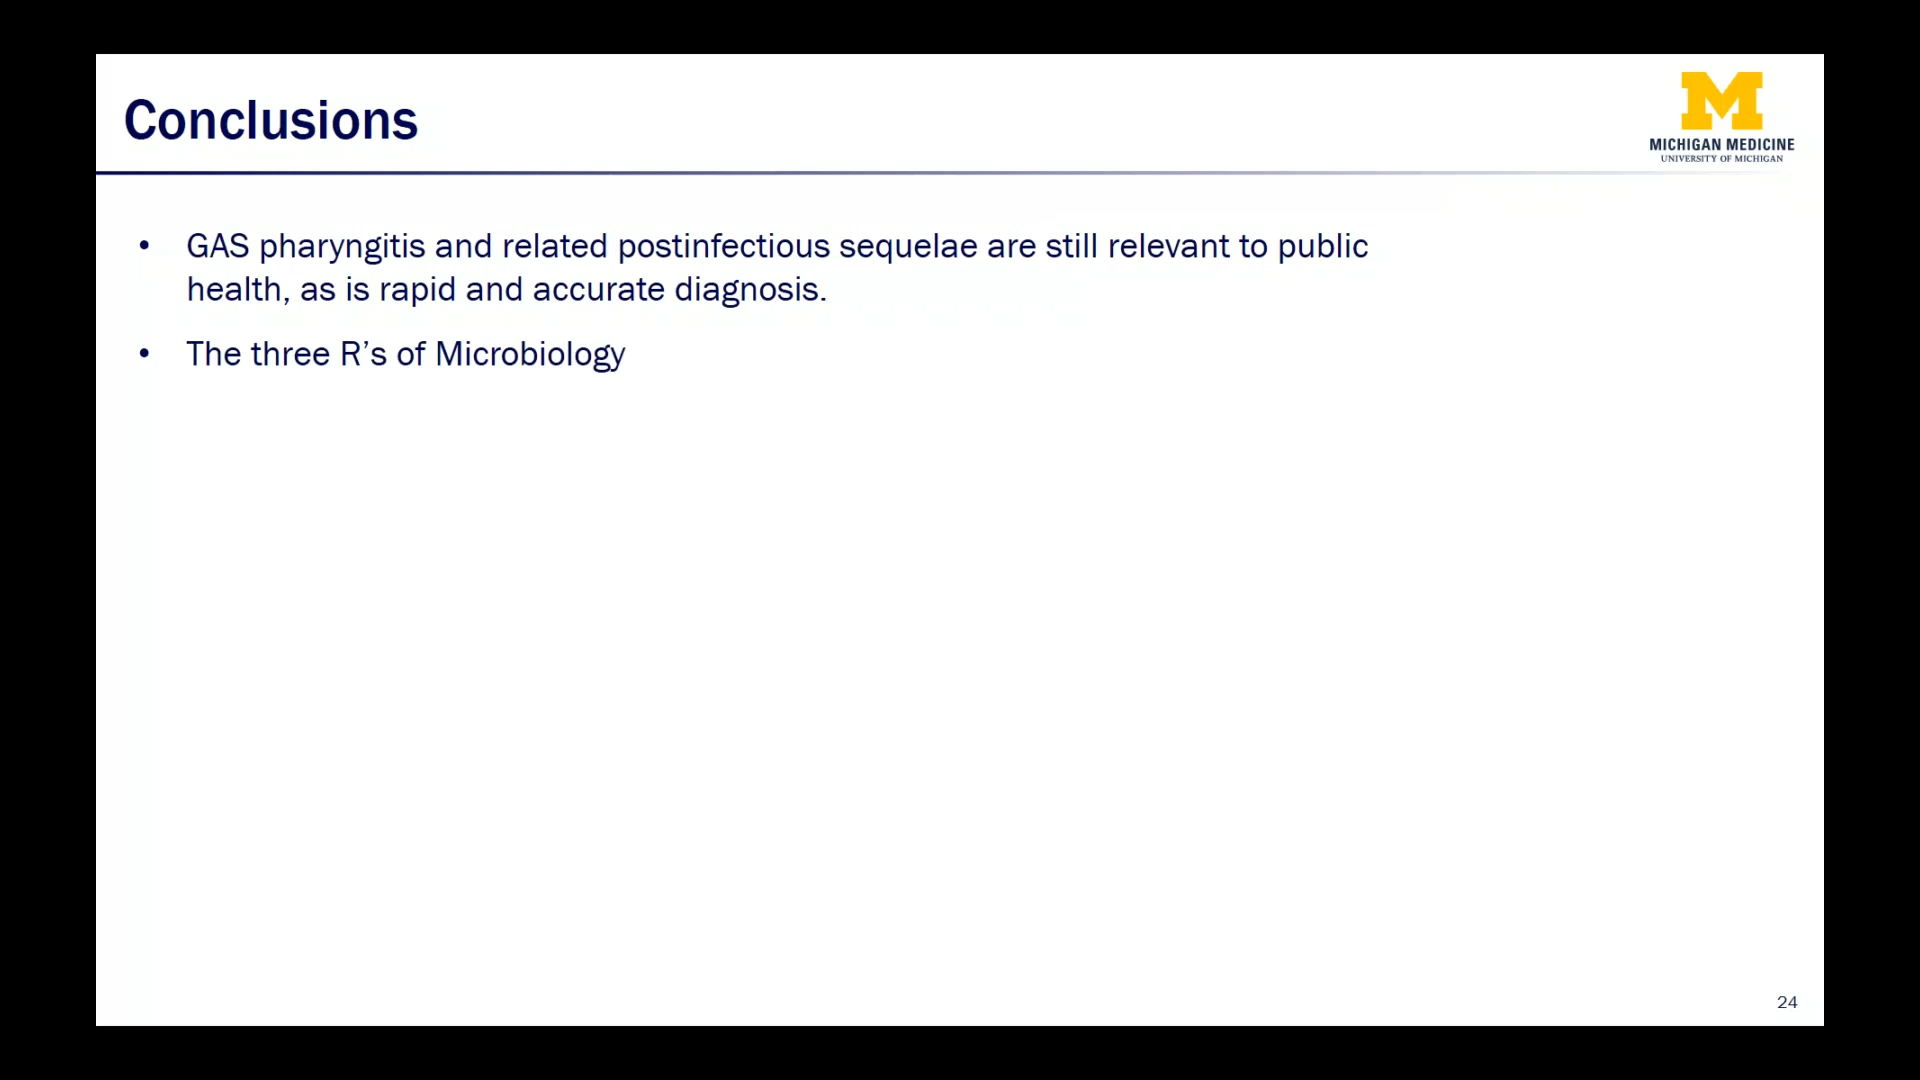 Conclusions
MICHIGAN MEDICINE
UNIVERSITY OF MICHIGAN
• GAS pharyngitis and related postinfectious sequelae are still relevant to public
health, as is rapid and accurate diagnosis.
• The three R’s of Microbiology
24